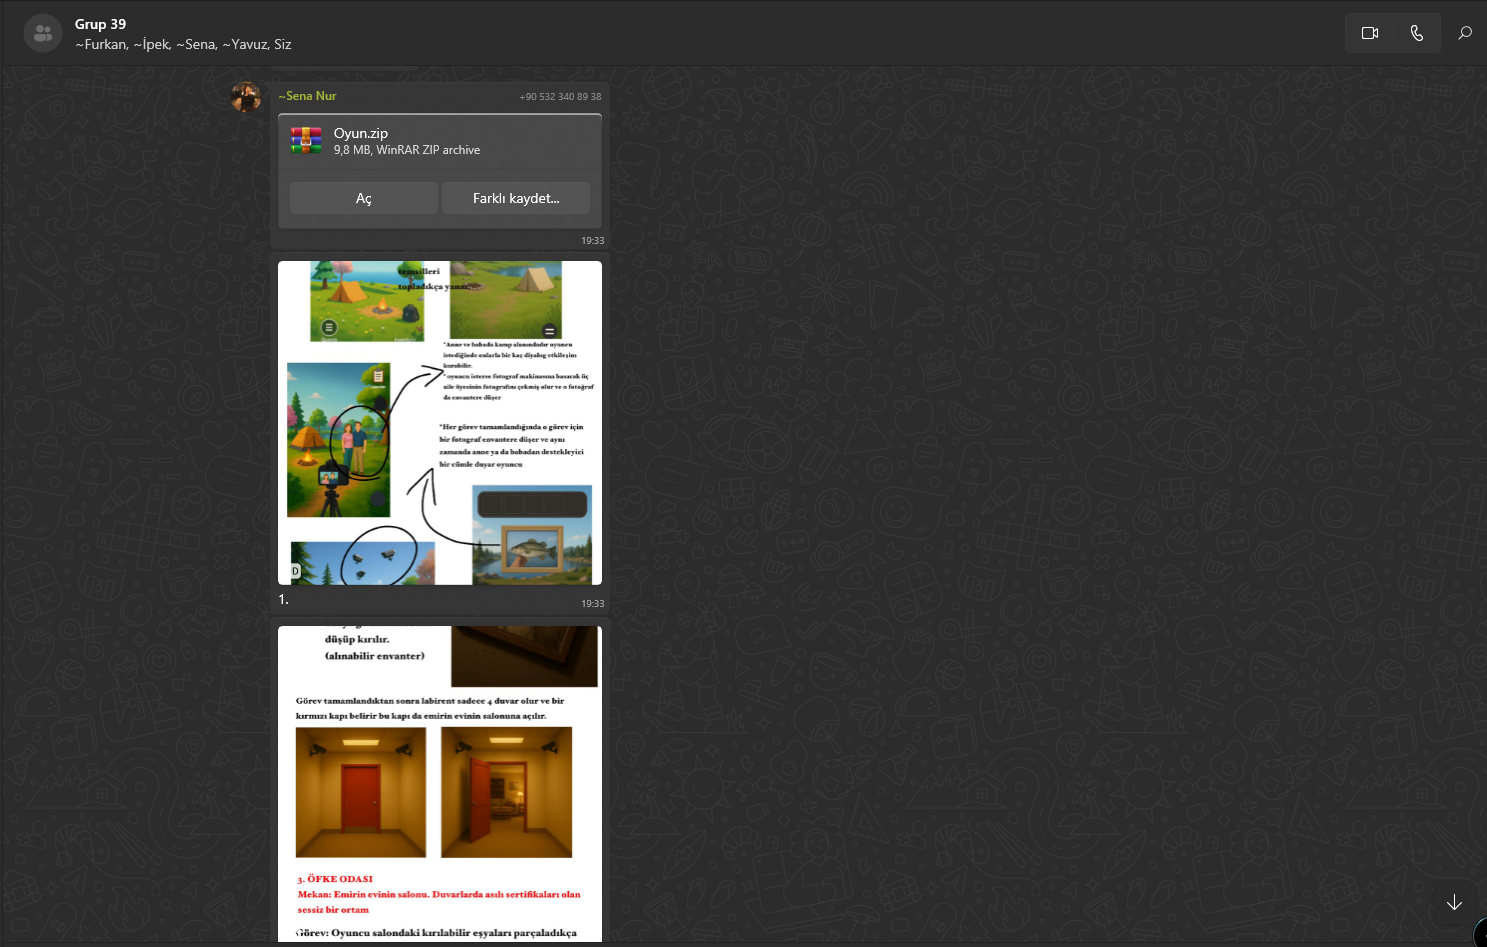 Grup 39
~Furkan, ~İpek, ~Sena, ~Yavuz, Siz
~Sena Nur
+90 532 340 89 38
Oyun.zip
9,8 MB, WinRAR ZIP archive
Aç
Farklı kaydet...
19:33
temsilleri
topladıkça yanar.
*Anne ve babada kamp alanındadır oyuncu
istediğinde onlarla bir kaç diyalog etkileşim
kurabilir.
* oyuncu isterse fotograf makinasına basarak üç
aile üyesinin fotografını çekmiş olur ve o fotoğraf
da envantere düşer
*Her görev tamamlandığında o görev için
bir fotograf envantere düşer ve aynı
zamanda anne ya da babadan destekleyici
bir cümle duyar oyuncu
D
1.
19:33
düşüp kırılır.
(alınabilir envanter)
Görev tamamlandıktan sonra labirent sadece 4 duvar olur ve bir
kırmızı kapı belirir bu kapı da emirin evinin salonuna açılır.
3. ÖFKE ODASI
Mekan: Emirin evinin salonu. Duvarlarda asılı sertifikaları olan
sessiz bir ortam
Görev: Oyuncu salondaki kırılabilir eşyaları parçaladıkça